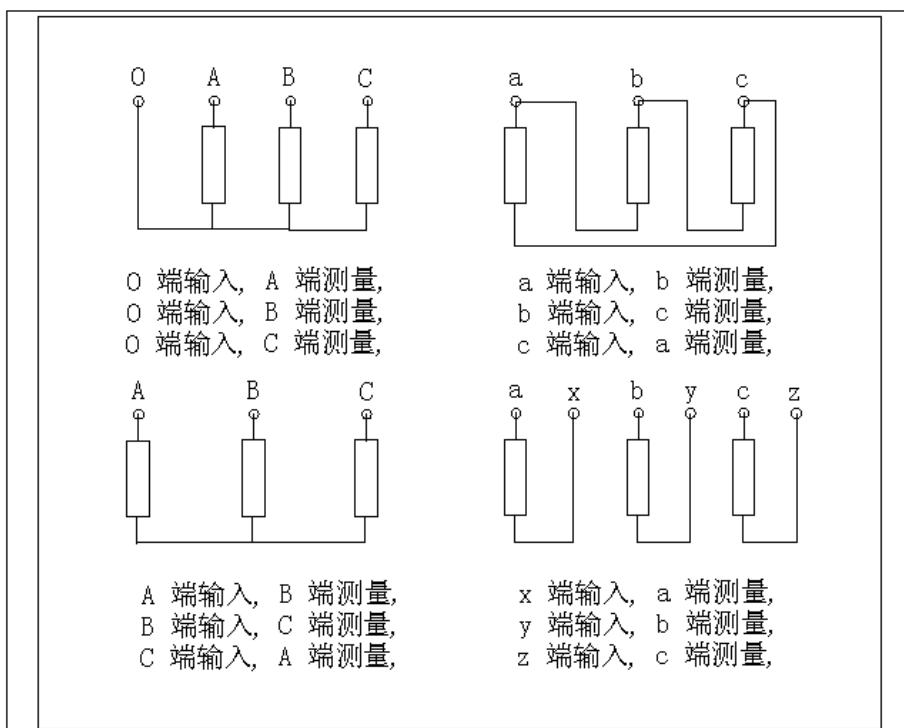 O A B C
a b c
O 端输入, A 端测量,
O 端输入, B 端测量,
O 端输入, C 端测量,
a 端输入, b 端测量,
b 端输入, c 端测量,
c 端输入, a 端测量,
A B C
a x b y c z
A 端输入, B 端测量,
B 端输入, C 端测量,
C 端输入, A 端测量,
x 端输入, a 端测量,
y 端输入, b 端测量,
z 端输入, c 端测量,